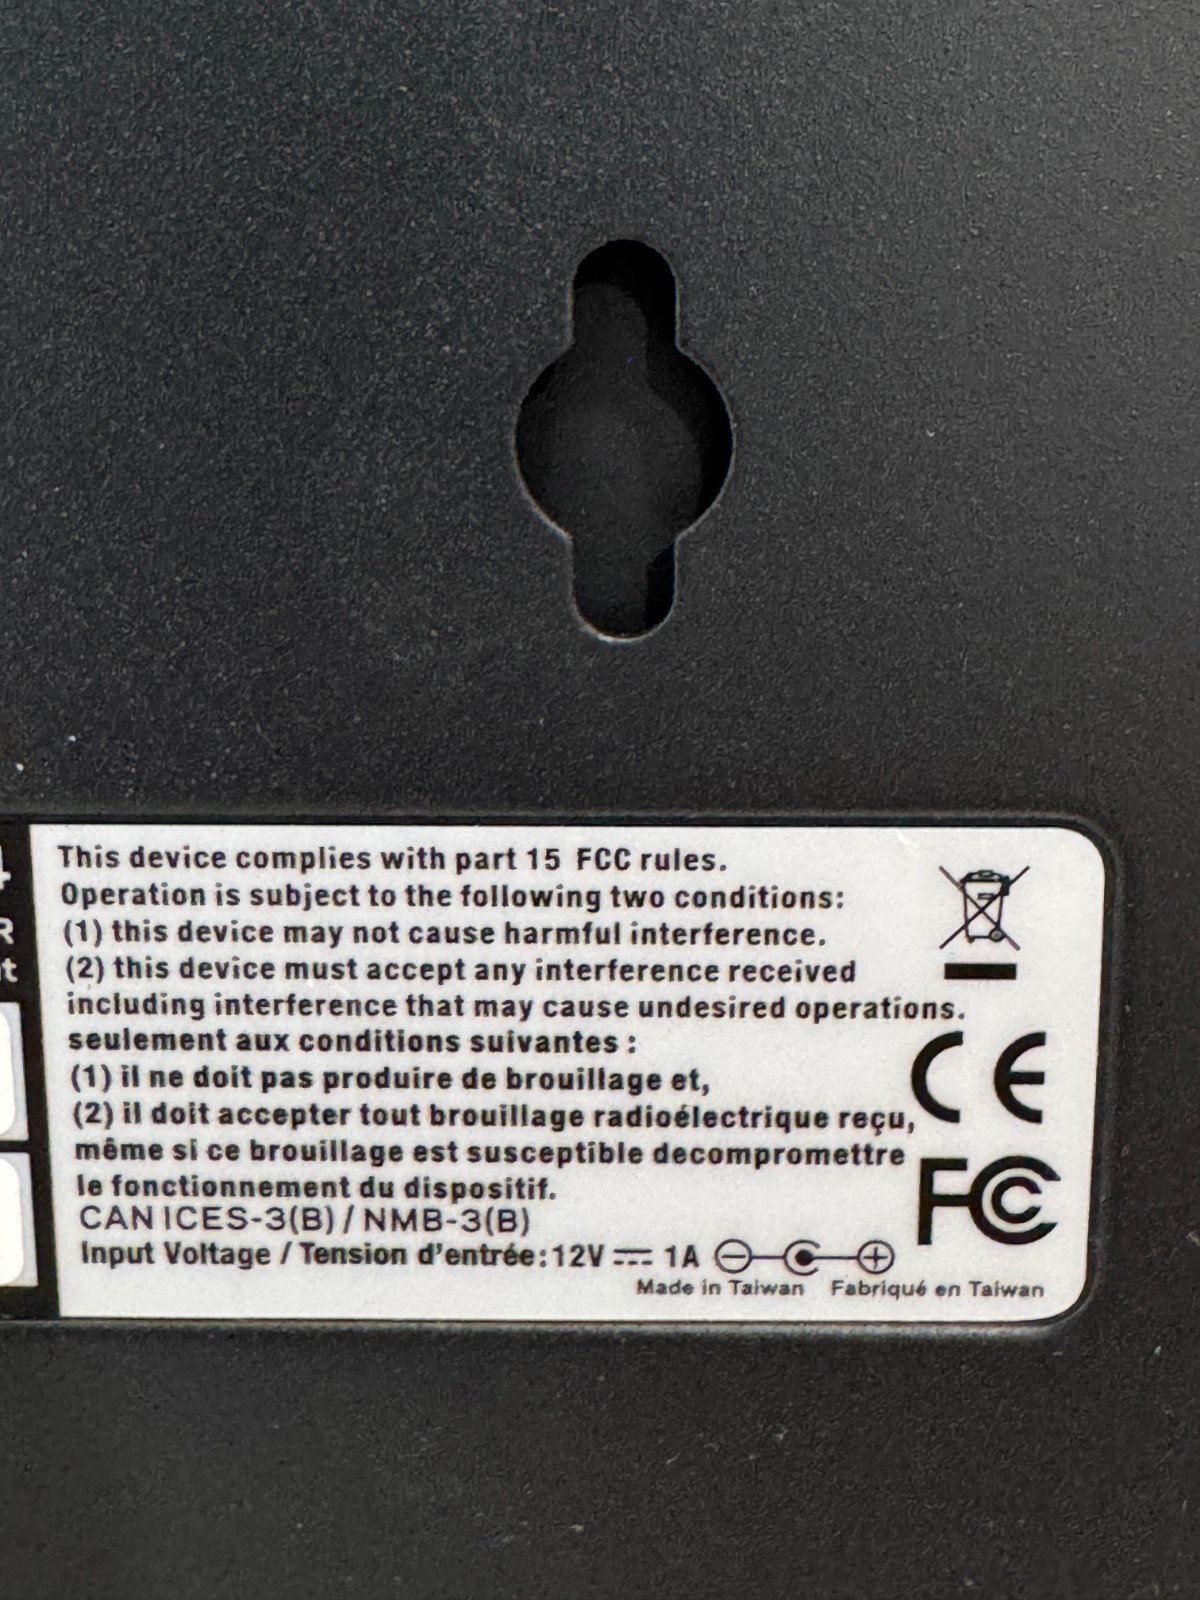 This device complies with part 15 FCC rules.
Operation is subject to the following two conditions:
(1) this device may not cause harmful interference.
(2) this device must accept any interference received
including interference that may cause undesired operations.
seulement aux conditions suivantes :
(1) il ne doit pas produire de brouillage et,
(2) il doit accepter tout brouillage radioélectrique reçu,
même si ce brouillage est susceptible decompromettre
le fonctionnement du dispositif.
CAN ICES-3(B) / NMB-3(B)
Input Voltage / Tension d'entrée:12V ⎓ 1A
Made in Taiwan Fabriqué en Taiwan
CE
FC